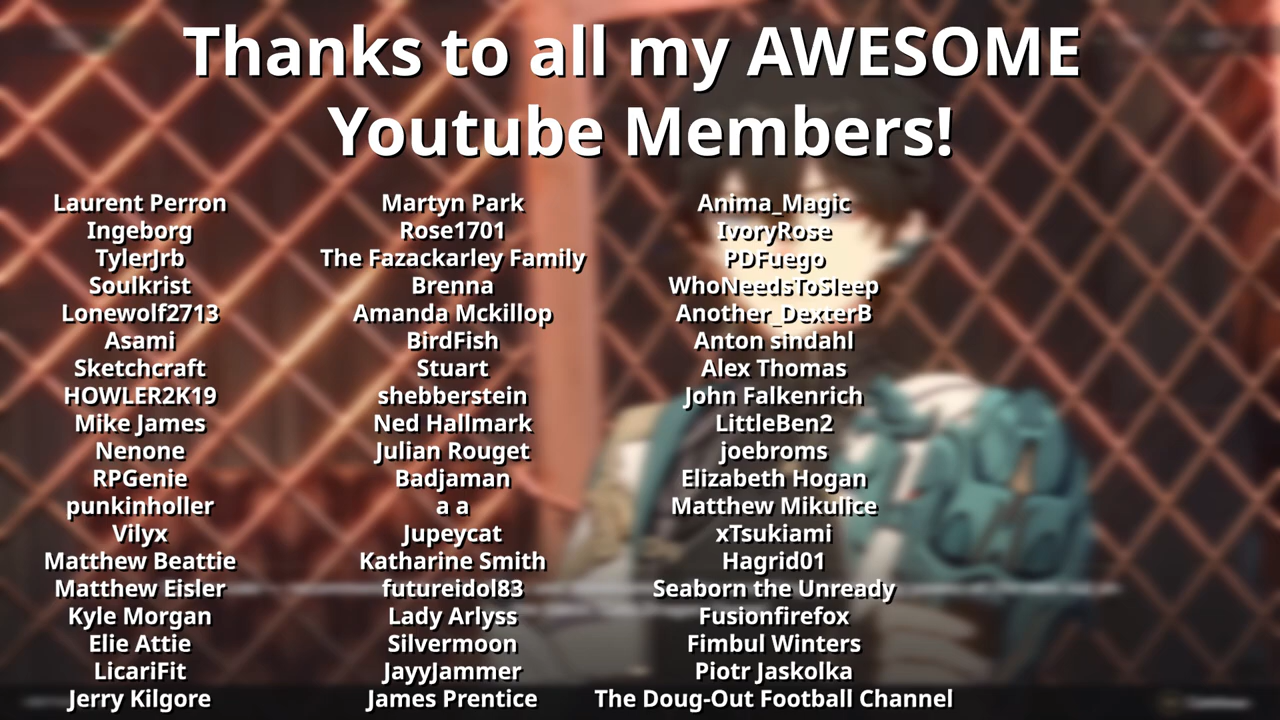 Thanks to all my AWESOME
Youtube Members!
Laurent Perron
Ingeborg
TylerJrb
Soulkrist
Lonewolf2713
Asami
Sketchcraft
HOWLER2K19
Mike James
Nenone
RPGenie
punkinholler
Vilyx
Matthew Beattie
Matthew Eisler
Kyle Morgan
Elie Attie
LicariFit
Jerry Kilgore
Martyn Park
Rose1701
The Fazackarley Family
Brenna
Amanda Mckillop
BirdFish
Stuart
shebberstein
Ned Hallmark
Julian Rouget
Badjaman
a a
Jupeycat
Katharine Smith
futureidol83
Lady Arlyss
Silvermoon
JayyJammer
James Prentice
Anima_Magic
IvoryRose
PDFuego
WhoNeedsToSleep
Another_DexterB
Anton sindahl
Alex Thomas
John Falkenrich
LittleBen2
joebroms
Elizabeth Hogan
Matthew Mikulice
xTsukiami
Hagrid01
Seaborn the Unready
Fusionfirefox
Fimbul Winters
Piotr Jaskolka
The Doug-Out Football Channel